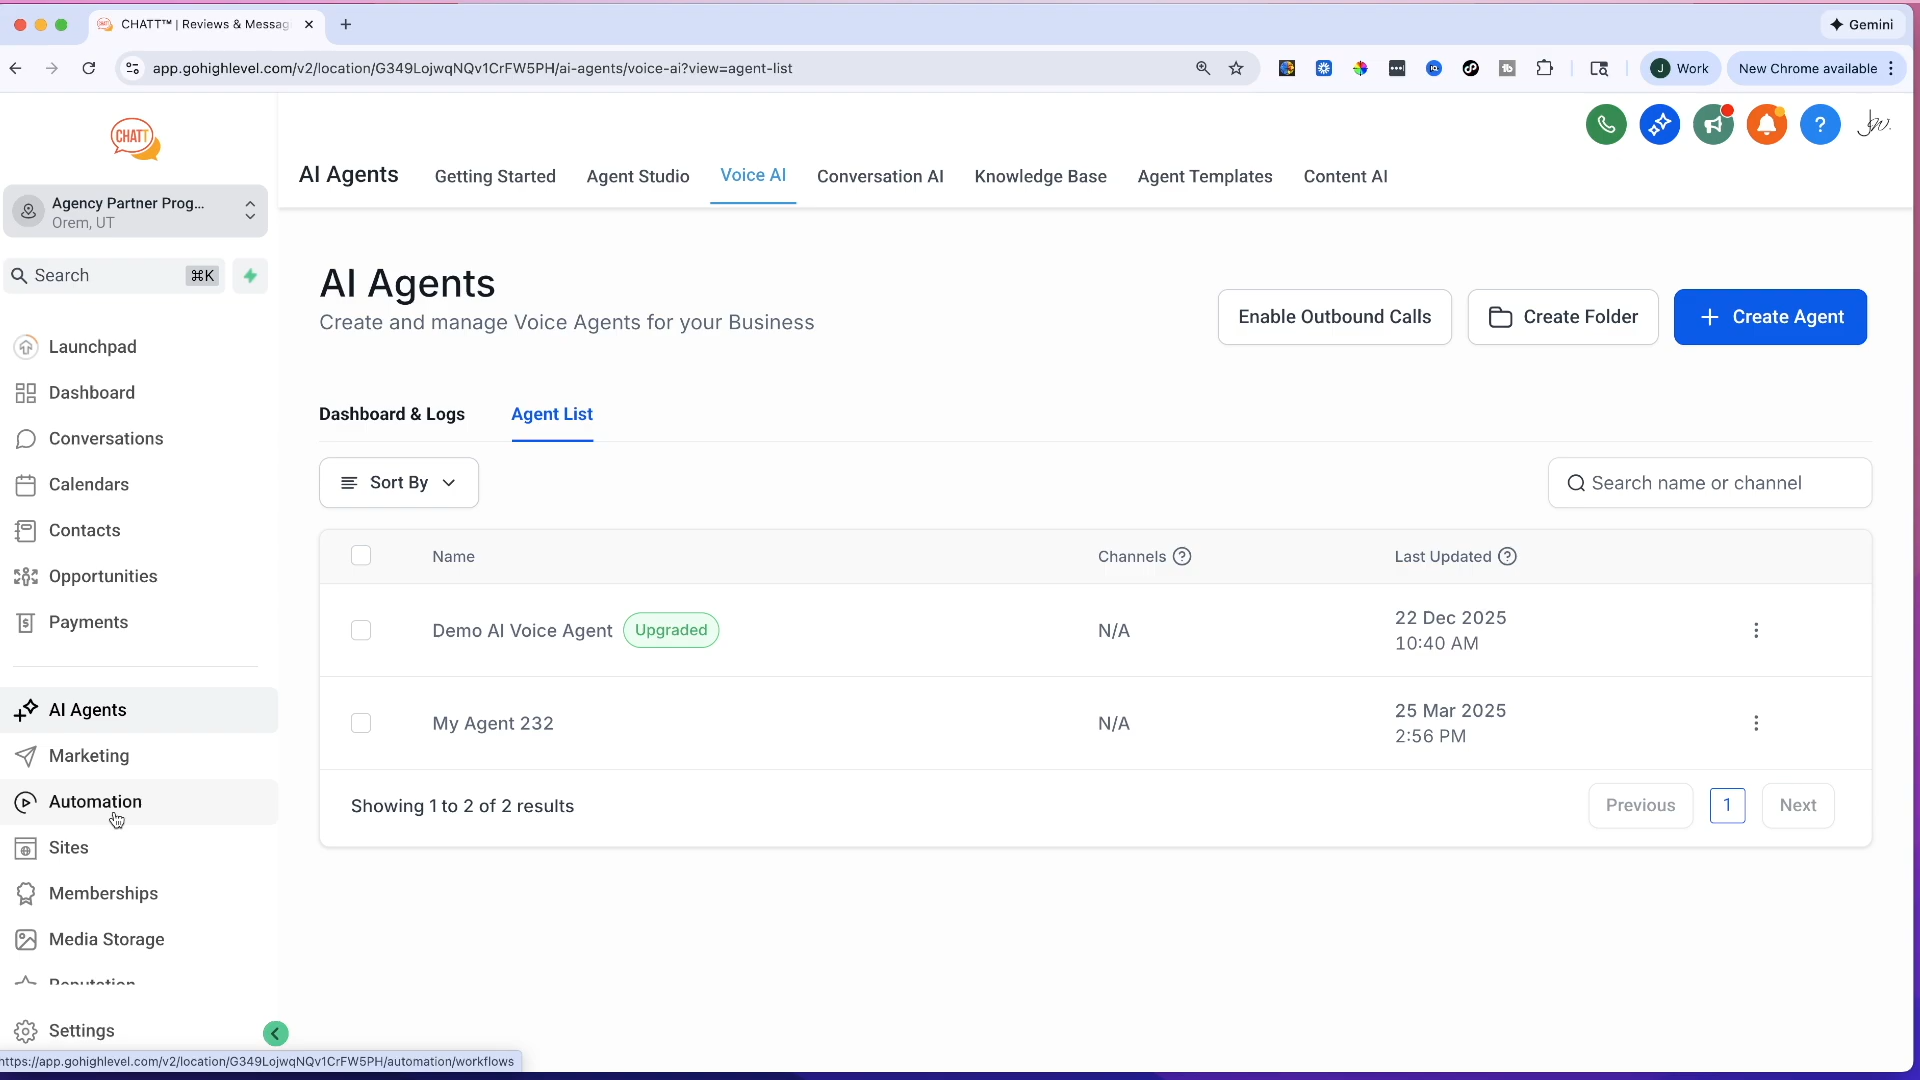 CHATT™ | Reviews & Messag
Gemini
app.gohighlevel.com/v2/location/G349LojwqNQv1CrFW5PH/ai-agents/voice-ai?view=agent-list
J Work
New Chrome available
CHATT
Agency Partner Prog...
Orem, UT
Search ⌘K
Launchpad
Dashboard
Conversations
Calendars
Contacts
Opportunities
Payments
AI Agents
Marketing
Automation
Sites
Memberships
Media Storage
Reputation
Settings
https://app.gohighlevel.com/v2/location/G349LojwqNQv1CrFW5PH/automation/workflows
AI Agents Getting Started Agent Studio Voice AI Conversation AI Knowledge Base Agent Templates Content AI
AI Agents
Create and manage Voice Agents for your Business
Enable Outbound Calls Create Folder + Create Agent
Dashboard & Logs Agent List
Sort By
Search name or channel
Name Channels Last Updated
Demo AI Voice Agent Upgraded N/A 22 Dec 2025
10:40 AM
My Agent 232 N/A 25 Mar 2025
2:56 PM
Showing 1 to 2 of 2 results
Previous 1 Next